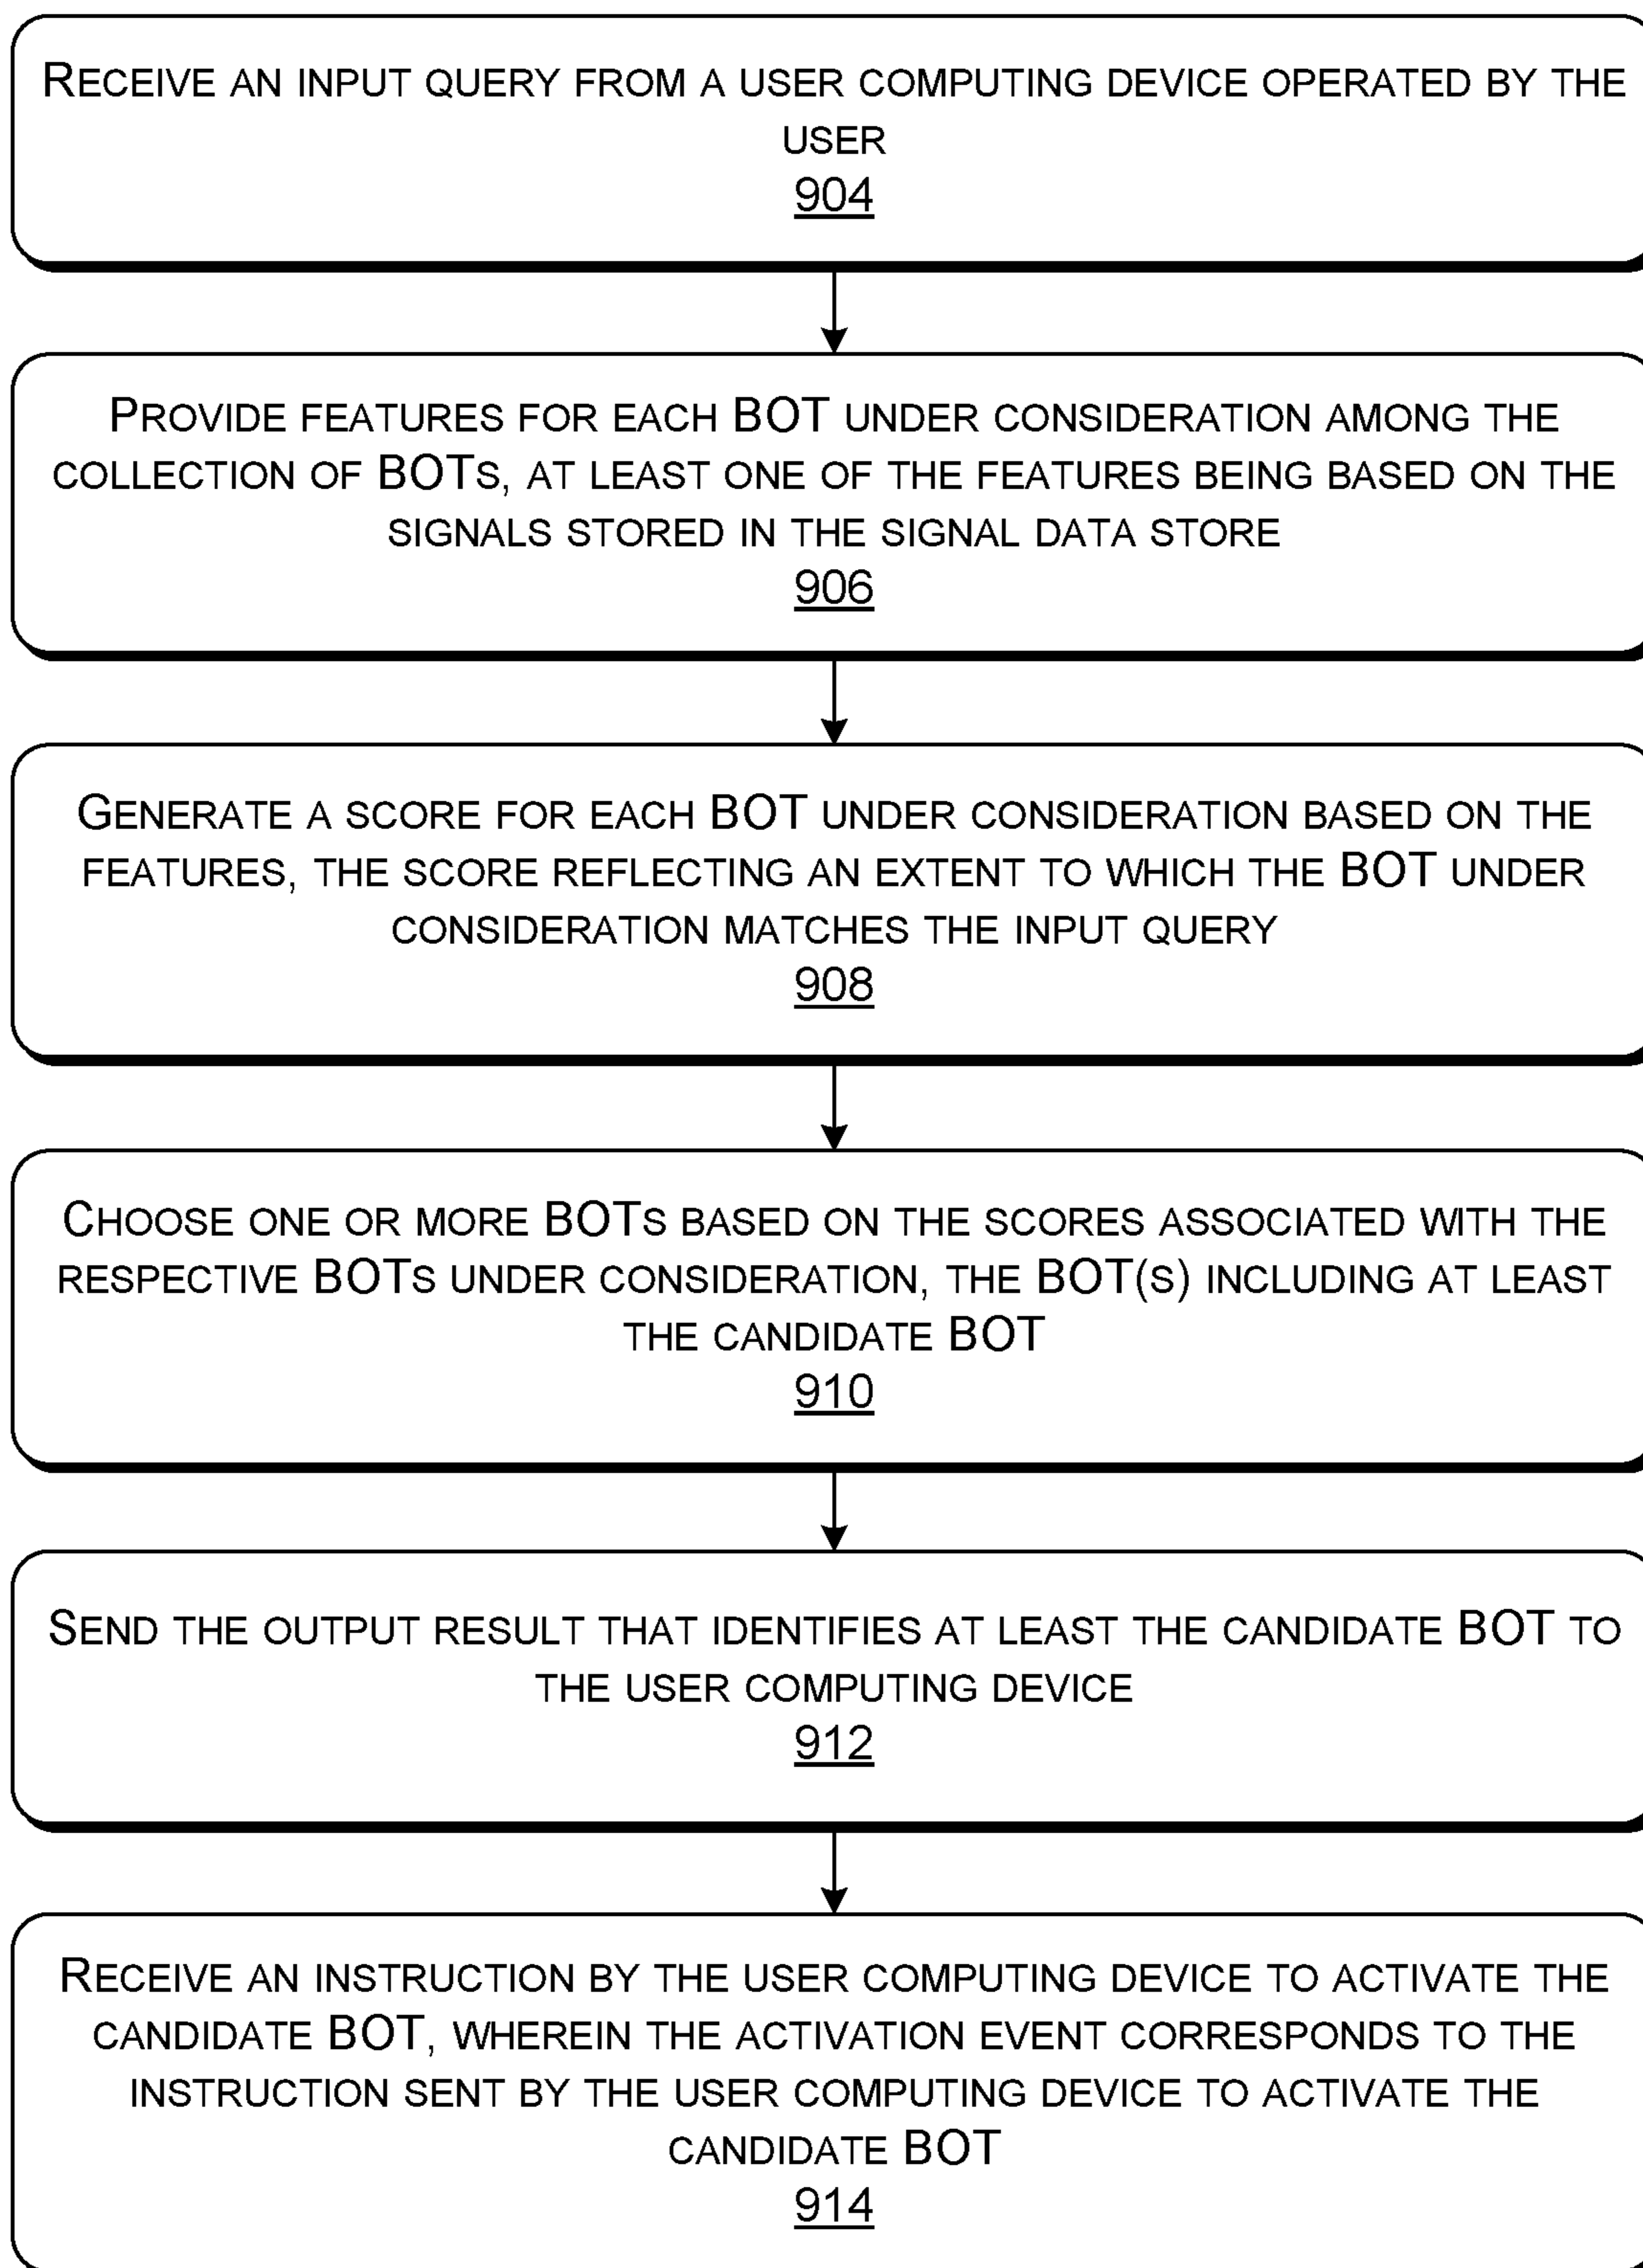 RECEIVE AN INPUT QUERY FROM A USER COMPUTING DEVICE OPERATED BY THE
USER
904
PROVIDE FEATURES FOR EACH BOT UNDER CONSIDERATION AMONG THE
COLLECTION OF BOTS, AT LEAST ONE OF THE FEATURES BEING BASED ON THE
SIGNALS STORED IN THE SIGNAL DATA STORE
906
GENERATE A SCORE FOR EACH BOT UNDER CONSIDERATION BASED ON THE
FEATURES, THE SCORE REFLECTING AN EXTENT TO WHICH THE BOT UNDER
CONSIDERATION MATCHES THE INPUT QUERY
908
CHOOSE ONE OR MORE BOTS BASED ON THE SCORES ASSOCIATED WITH THE
RESPECTIVE BOTS UNDER CONSIDERATION, THE BOT(S) INCLUDING AT LEAST
THE CANDIDATE BOT
910
SEND THE OUTPUT RESULT THAT IDENTIFIES AT LEAST THE CANDIDATE BOT TO
THE USER COMPUTING DEVICE
912
RECEIVE AN INSTRUCTION BY THE USER COMPUTING DEVICE TO ACTIVATE THE
CANDIDATE BOT, WHEREIN THE ACTIVATION EVENT CORRESPONDS TO THE
INSTRUCTION SENT BY THE USER COMPUTING DEVICE TO ACTIVATE THE
CANDIDATE BOT
914